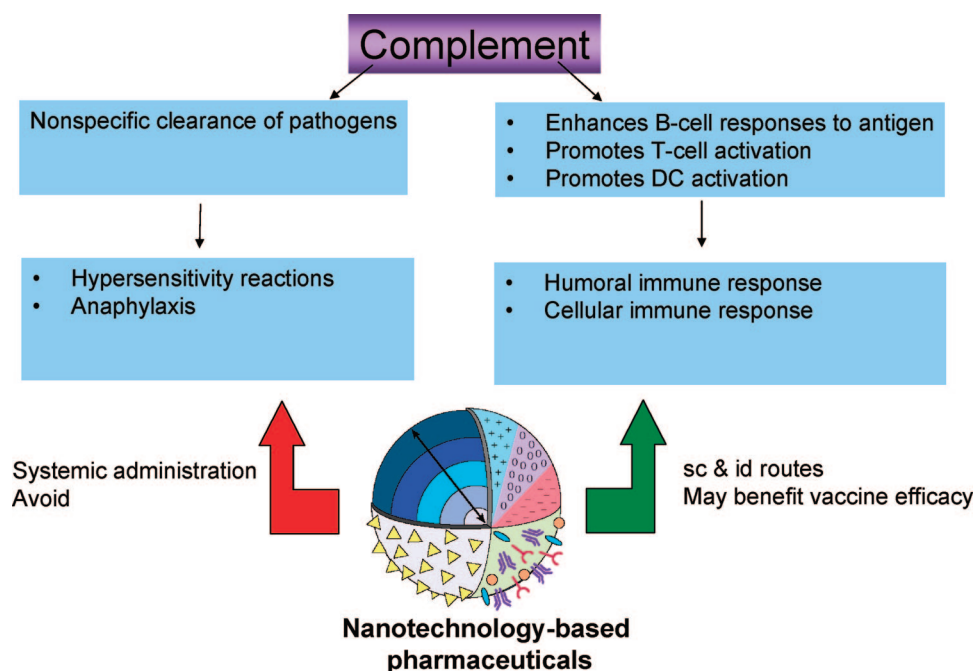 Complement
Nonspecific clearance of pathogens
• Enhances B-cell responses to antigen
• Promotes T-cell activation
• Promotes DC activation
• Hypersensitivity reactions
• Anaphylaxis
• Humoral immune response
• Cellular immune response
Systemic administration
Avoid
sc & id routes
May benefit vaccine efficacy
Nanotechnology-based
pharmaceuticals